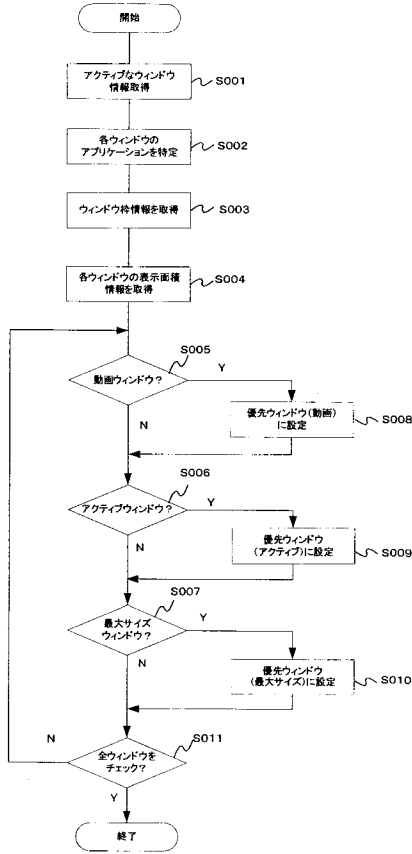 開始
アクティブなウィンドウ
情報取得
S001
各ウィンドウの
アプリケーションを特定
S002
ウィンドウ枠情報を取得
S003
各ウィンドウの表示面積
情報を取得
S004
S005
動画ウィンドウ?
Y
N
優先ウィンドウ(動画)
に設定
S008
S006
アクティブウィンドウ?
Y
N
優先ウィンドウ
(アクティブ)に設定
S009
S007
最大サイズ
ウィンドウ?
Y
N
優先ウィンドウ
(最大サイズ)に設定
S010
S011
全ウィンドウを
チェック?
N
Y
終了